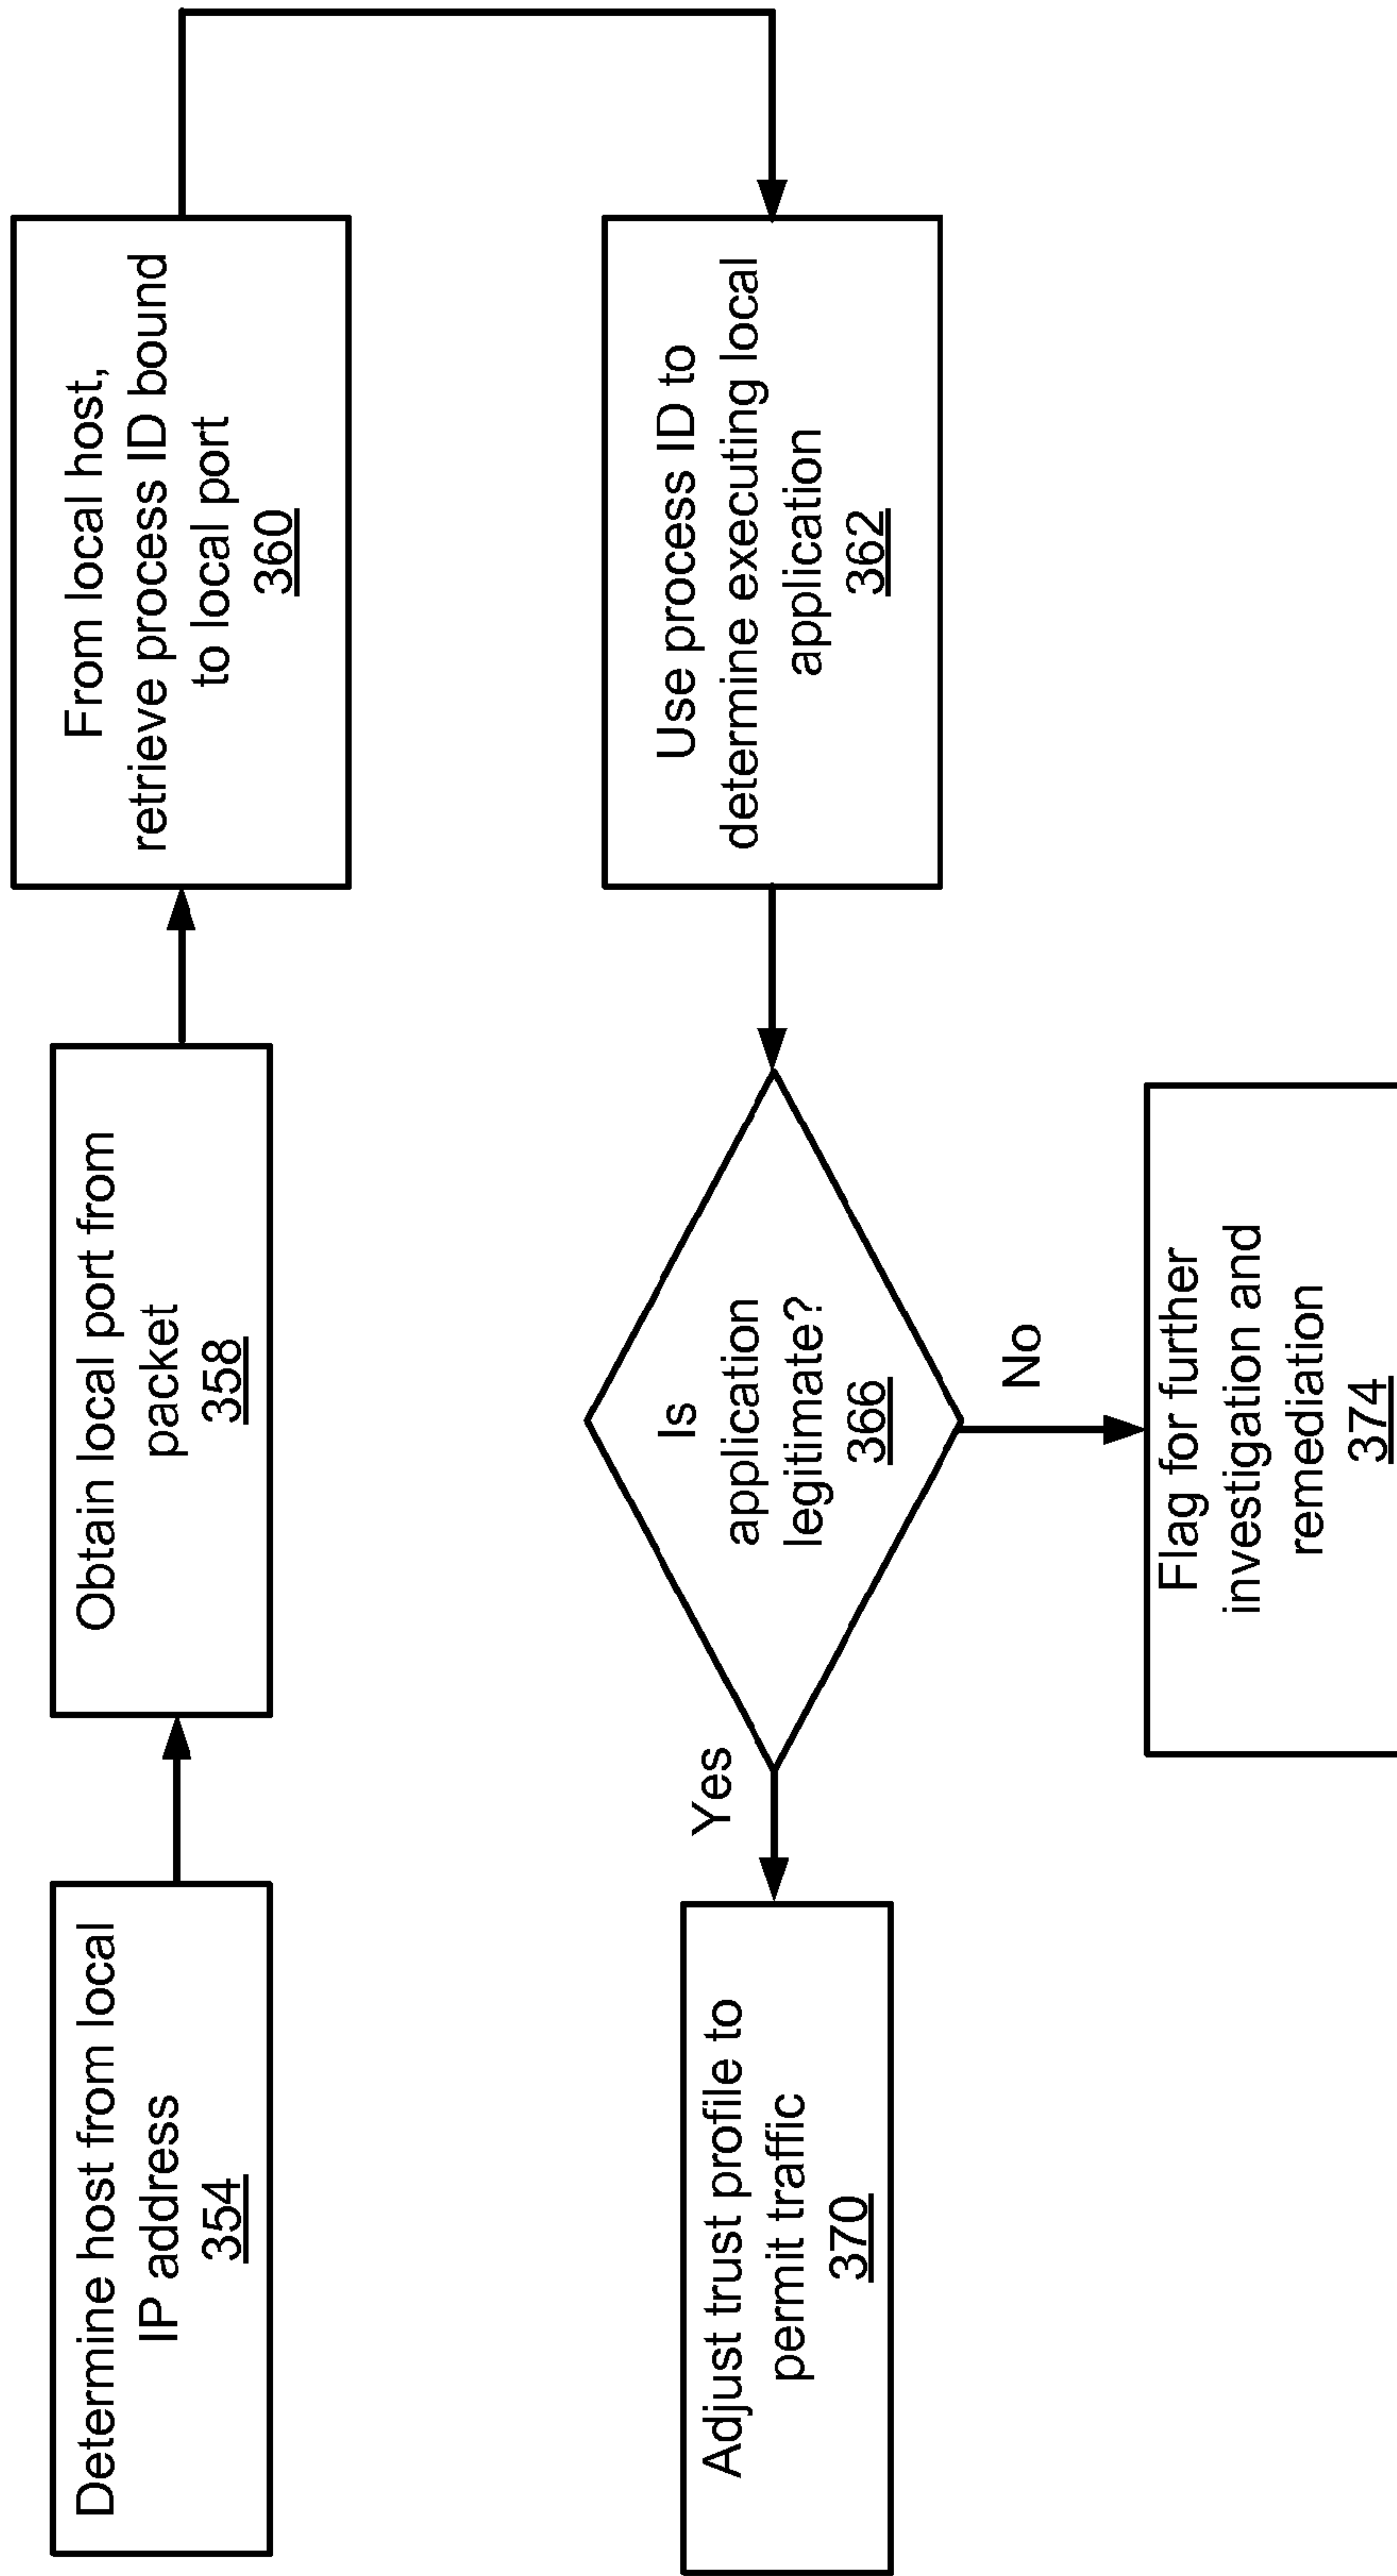 Determine host from local
IP address
354
Obtain local port from
packet
358
From local host,
retrieve process ID bound
to local port
360
Use process ID to
determine executing local
application
362
Is
application
legitimate?
366
Yes
Adjust trust profile to
permit traffic
370
No
Flag for further
investigation and
remediation
374